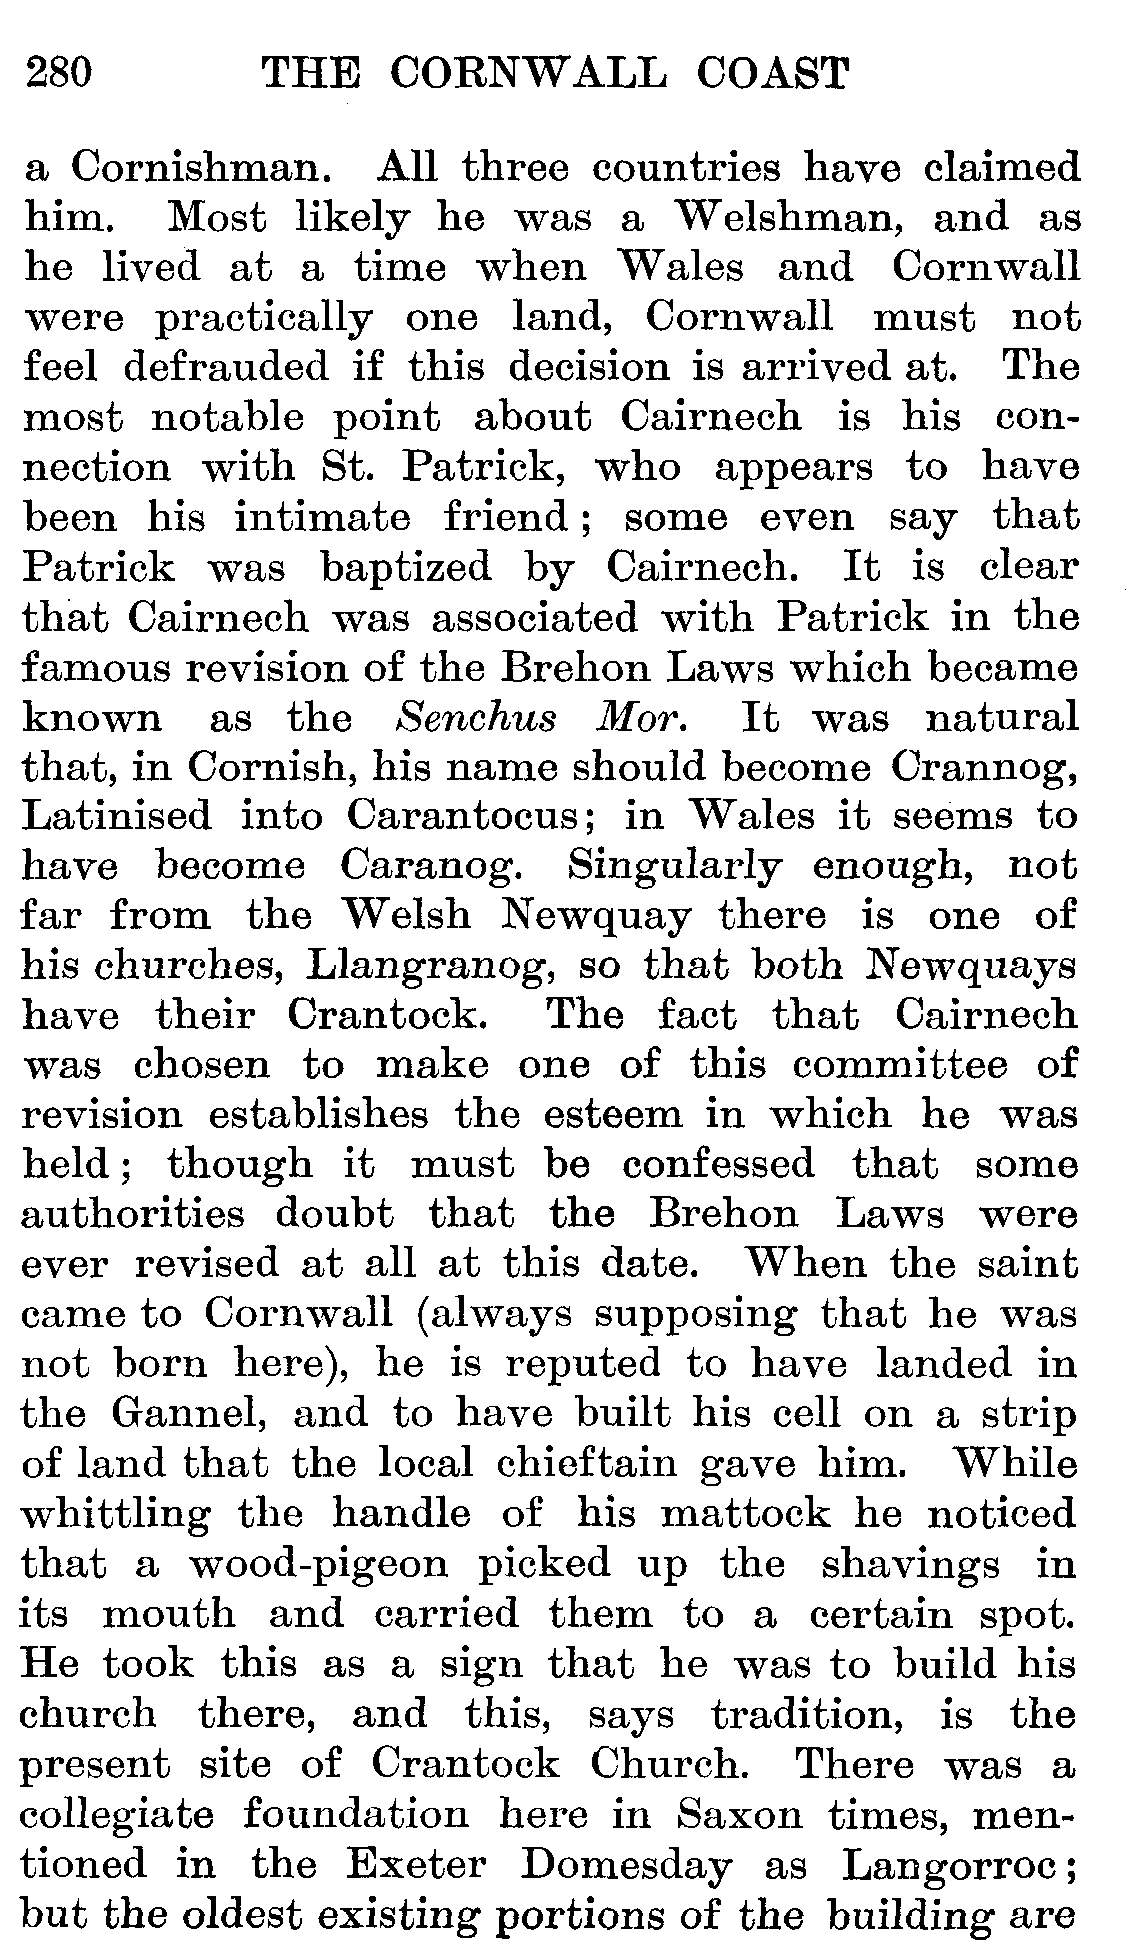 280 THE CORNWALL COAST
a Cornishman. All three countries have claimed
him. Most likely he was a Welshman, and as
he lived at a time when Wales and Cornwall
were practically one land, Cornwall must not
feel defrauded if this decision is arrived at. The
most notable point about Cairnech is his con-
nection with St. Patrick, who appears to have
been his intimate friend; some even say that
Patrick was baptized by Cairnech. It is clear
that Cairnech was associated with Patrick in the
famous revision of the Brehon Laws which became
known as the Senchus Mor. It was natural
that, in Cornish, his name should become Crannog,
Latinised into Carantocus; in Wales it seems to
have become Caranog. Singularly enough, not
far from the Welsh Newquay there is one of
his churches, Llangranog, so that both Newquays
have their Crantock. The fact that Cairnech
was chosen to make one of this committee of
revision establishes the esteem in which he was
held; though it must be confessed that some
authorities doubt that the Brehon Laws were
ever revised at all at this date. When the saint
came to Cornwall (always supposing that he was
not born here), he is reputed to have landed in
the Gannel, and to have built his cell on a strip
of land that the local chieftain gave him. While
whittling the handle of his mattock he noticed
that a wood-pigeon picked up the shavings in
its mouth and carried them to a certain spot.
He took this as a sign that he was to build his
church there, and this, says tradition, is the
present site of Crantock Church. There was a
collegiate foundation here in Saxon times, men-
tioned in the Exeter Domesday as Langorroc;
but the oldest existing portions of the building are